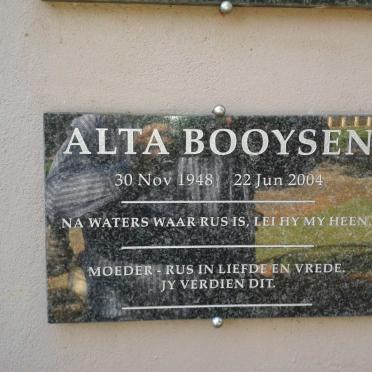 ALTA BOOYSEN
30 Nov 1948 22 Jun 2004
NA WATERS WAAR RUS IS, LEI HY MY HEEN.
MOEDER - RUS IN LIEFDE EN VREDE.
JY VERDIEN DIT.